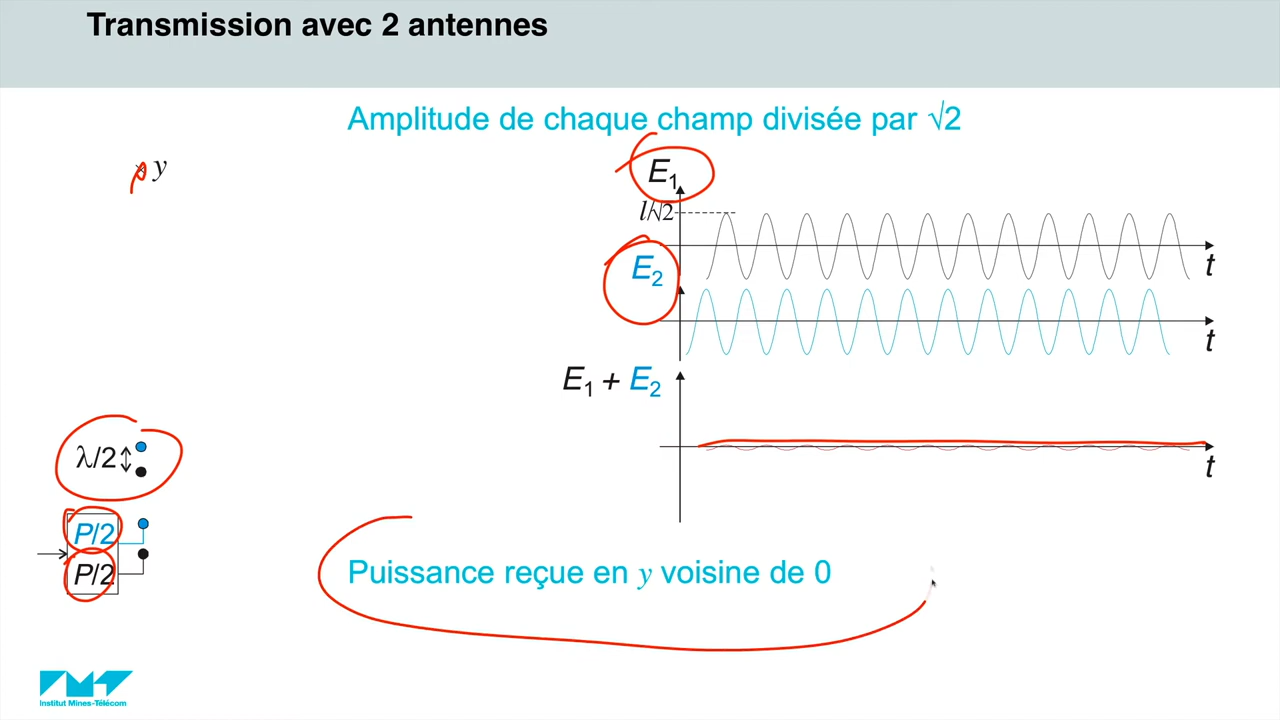 Transmission avec 2 antennes
Amplitude de chaque champ divisée par √2
y
E1
l/√2
t
E2
t
E1 + E2
t
λ/2
P/2
P/2
Puissance reçue en y voisine de 0
Institut Mines-Télécom